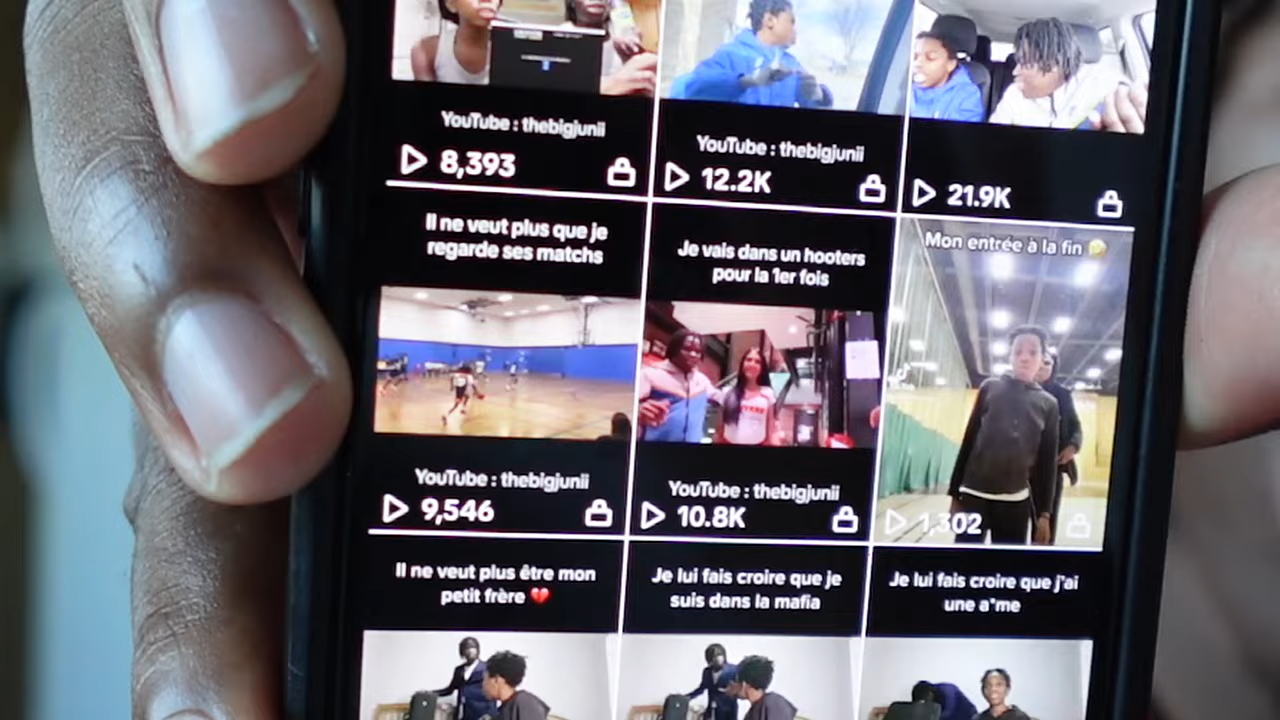 YouTube : thebigjunii
8,393
YouTube : thebigjunii
12.2K
21.9K
Il ne veut plus que je
regarde ses matchs
YouTube : thebigjunii
9,546
Je vais dans un hooters
pour la 1er fois
YouTube : thebigjunii
10.8K
Mon entrée à la fin 🤣
1,302
Il ne veut plus être mon
petit frère 💔
Je lui fais croire que je
suis dans la mafia
Je lui fais croire que j'ai
une a*me